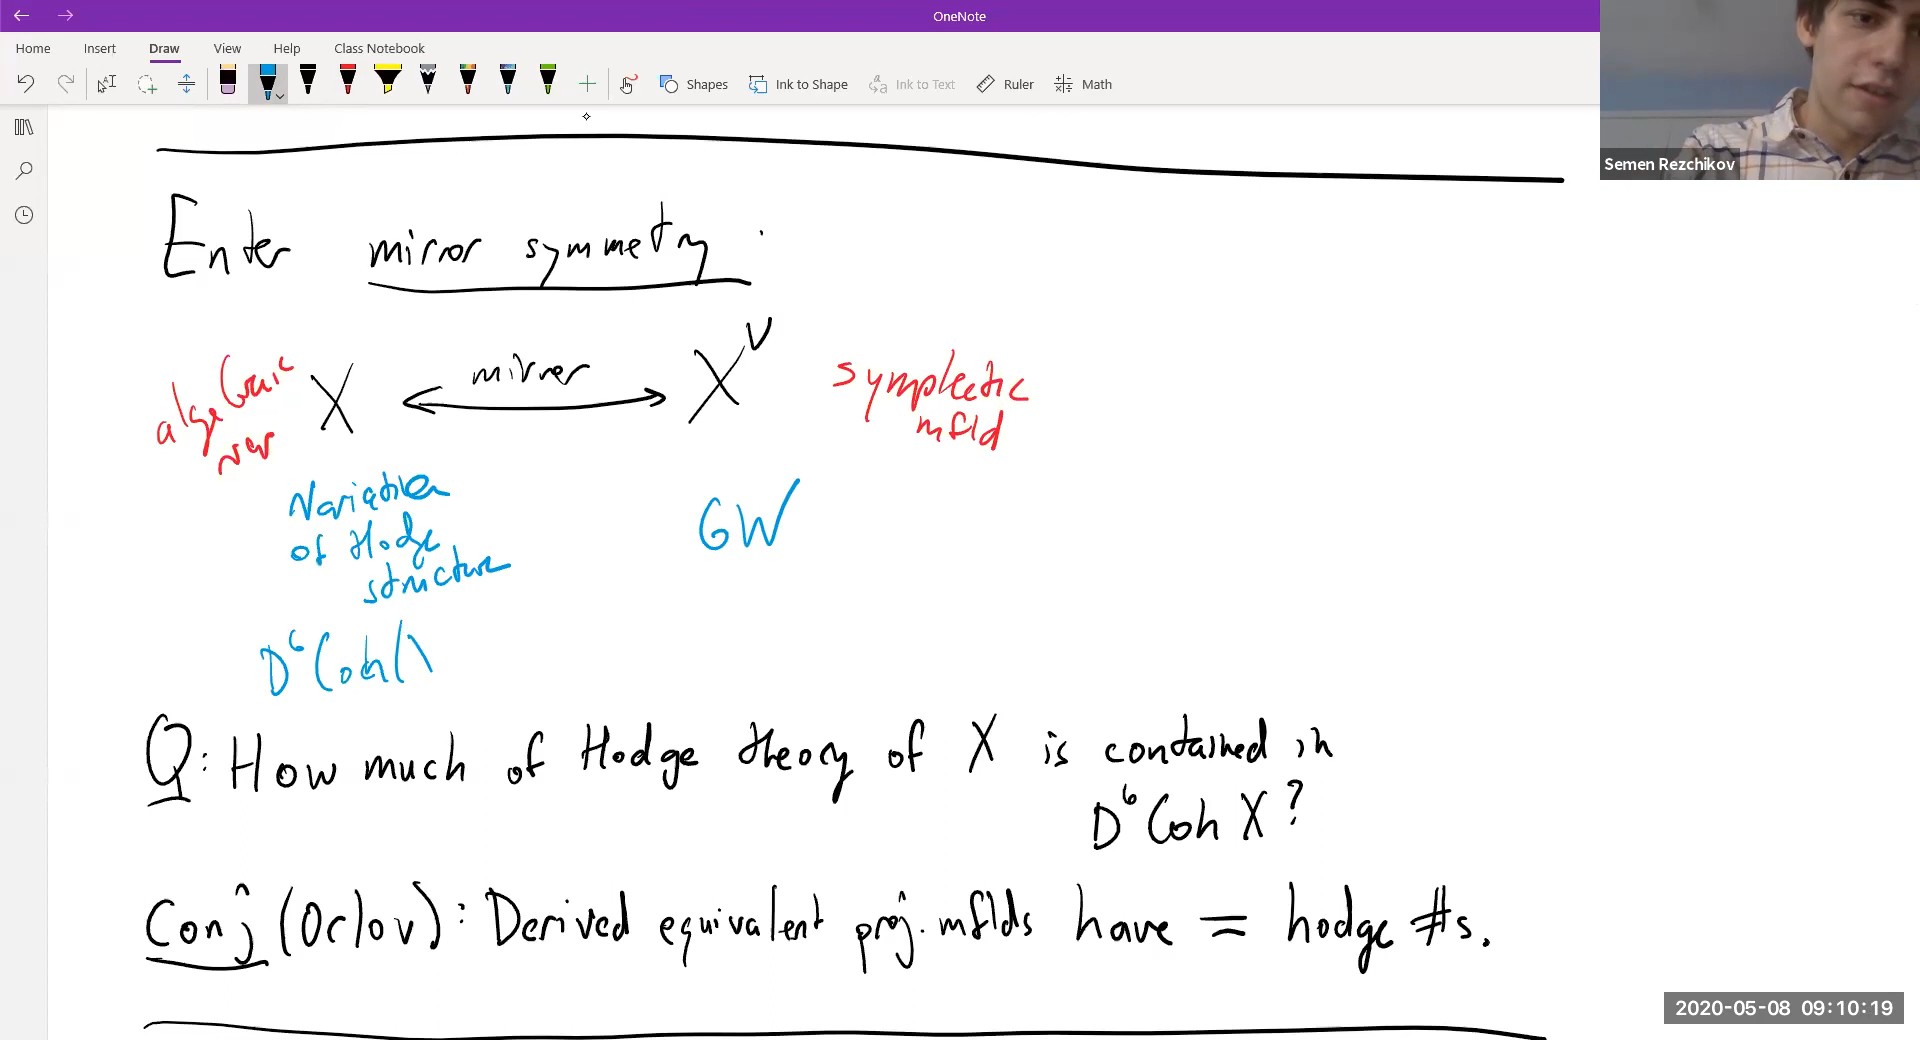 OneNote
Home Insert Draw View Help Class Notebook
Shapes Ink to Shape Ink to Text Ruler Math
Semen Rezchikov
Enter mirror symmetry.
algebraic var X mirror X^∨ symplectic mfld
Variation of Hodge structure
GW
D^b Coh(
Q: How much of Hodge theory of X is contained in
D^b Coh X?
Conj (Orlov): Derived equivalent proj. mflds have = hodge #s.
2020-05-08 09:10:19